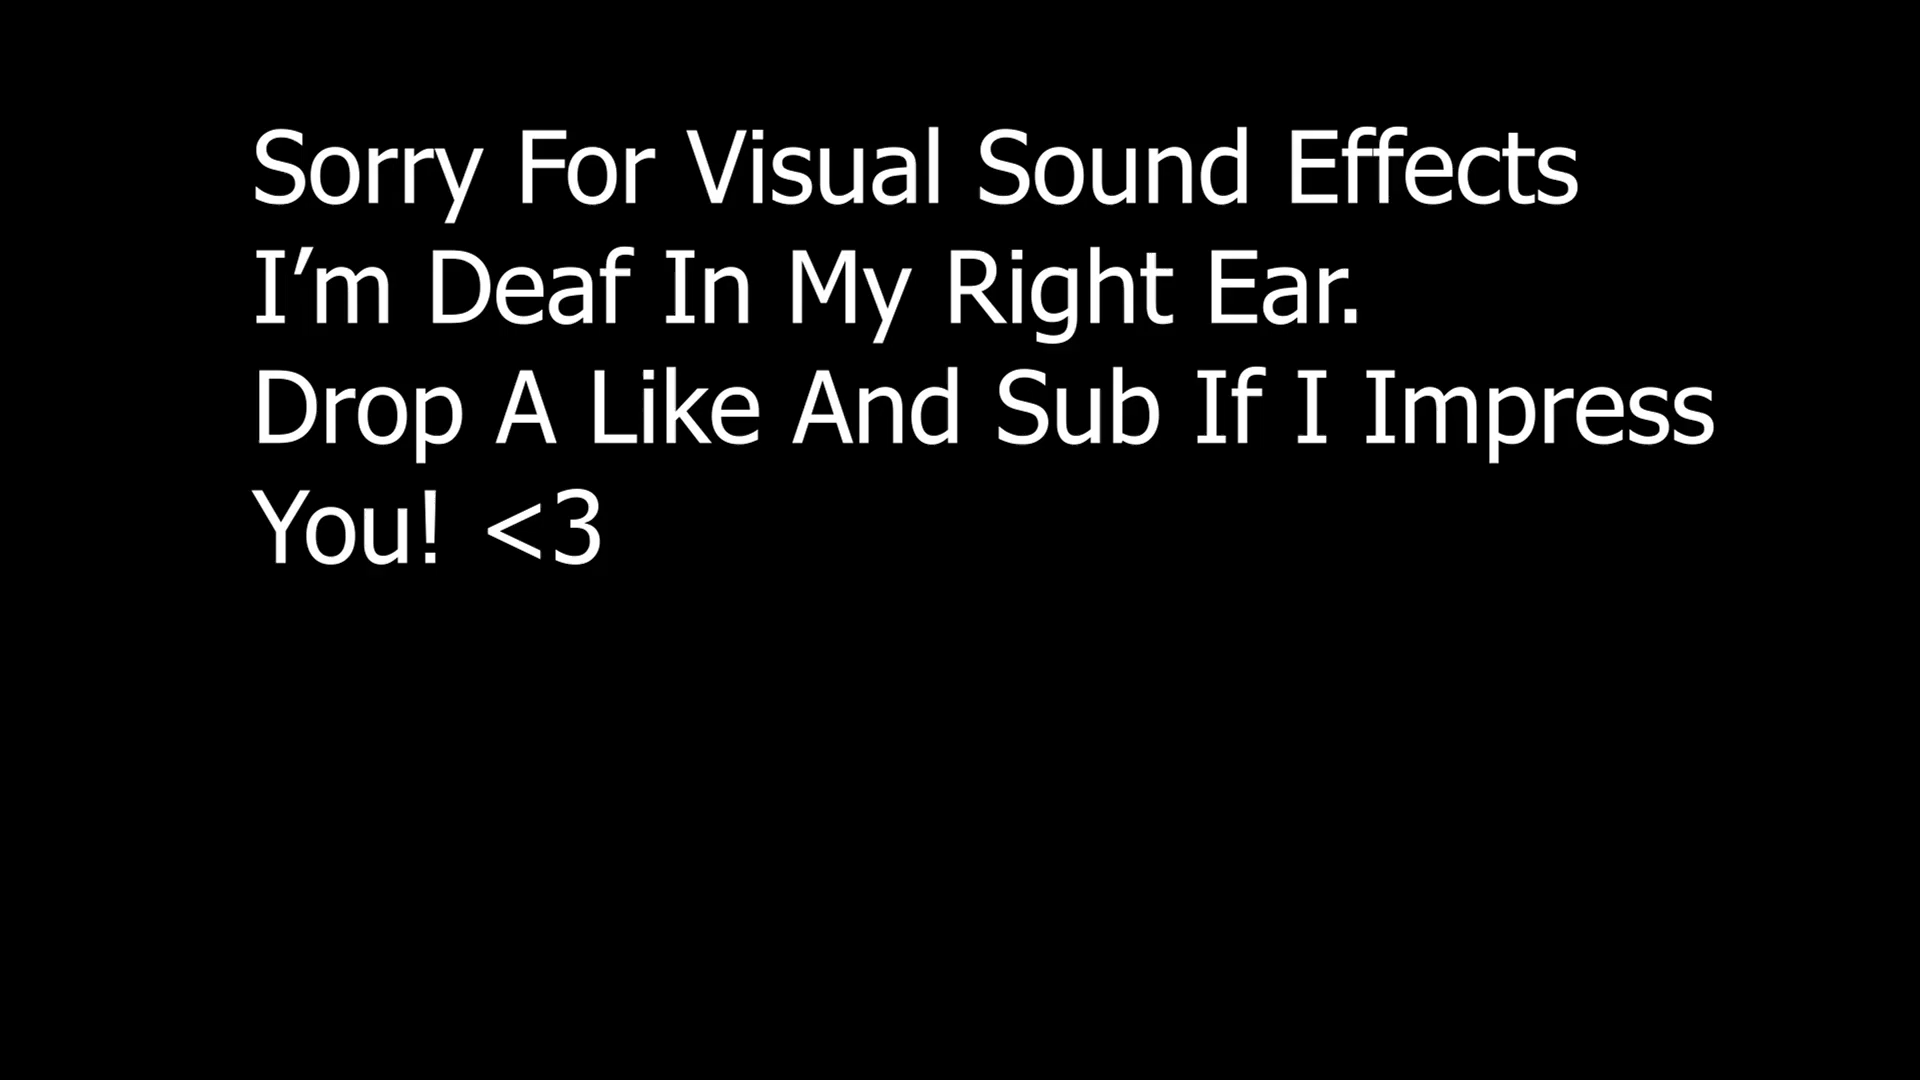 Sorry For Visual Sound Effects
I’m Deaf In My Right Ear.
Drop A Like And Sub If I Impress
You! <3